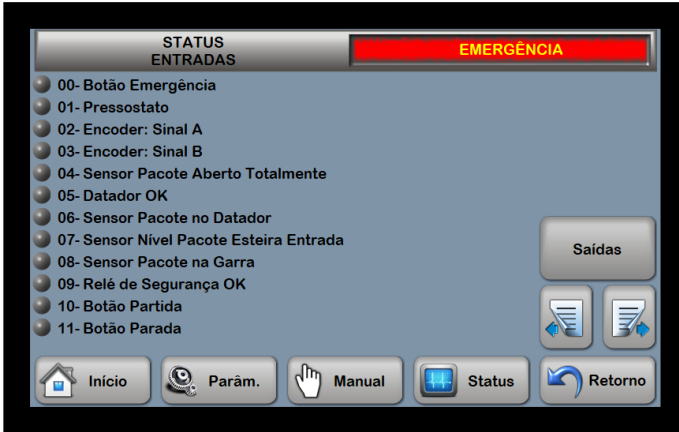 STATUS
ENTRADAS
EMERGÊNCIA
00- Botão Emergência
01- Pressostato
02- Encoder: Sinal A
03- Encoder: Sinal B
04- Sensor Pacote Aberto Totalmente
05- Datador OK
06- Sensor Pacote no Datador
07- Sensor Nível Pacote Esteira Entrada
08- Sensor Pacote na Garra
09- Relé de Segurança OK
10- Botão Partida
11- Botão Parada
Saídas
Início
Parâm.
Manual
Status
Retorno